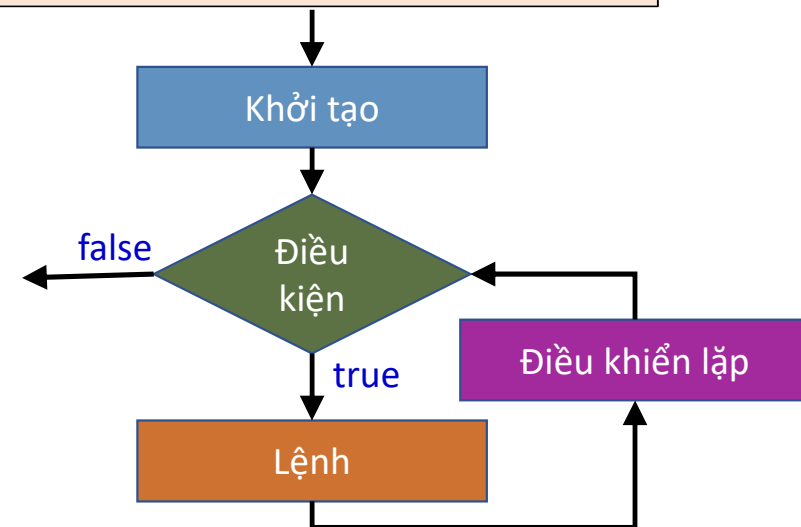 Khởi tạo
false
Điều
kiện
true
Điều khiển lặp
Lệnh